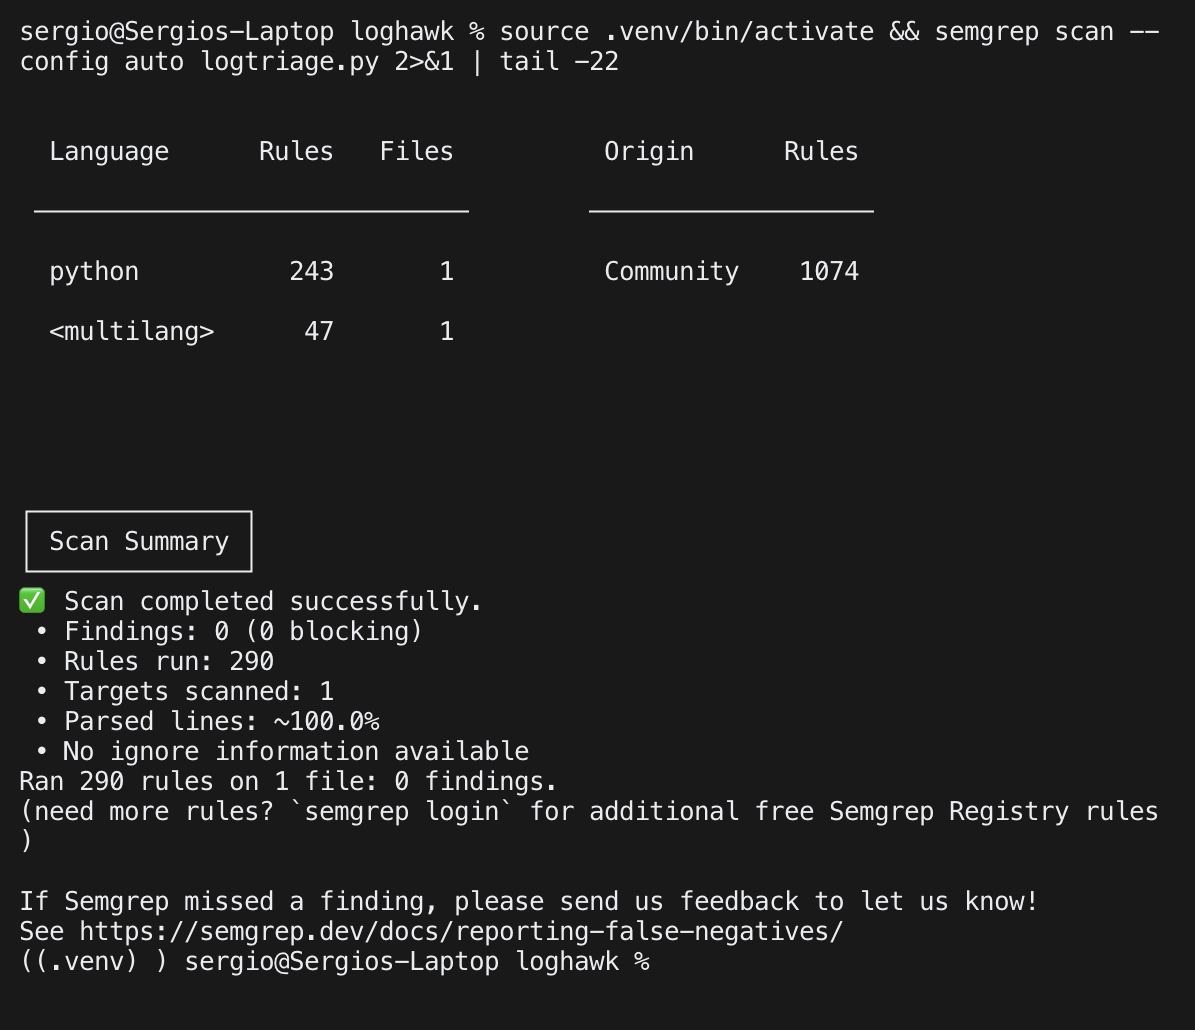 sergio@Sergios-Laptop loghawk % source .venv/bin/activate && semgrep scan --
config auto logtriage.py 2>&1 | tail -22
Language Rules Files Origin Rules
python 243 1 Community 1074
<multilang> 47 1
Scan Summary
✅ Scan completed successfully.
• Findings: 0 (0 blocking)
• Rules run: 290
• Targets scanned: 1
• Parsed lines: ~100.0%
• No ignore information available
Ran 290 rules on 1 file: 0 findings.
(need more rules? `semgrep login` for additional free Semgrep Registry rules
)
If Semgrep missed a finding, please send us feedback to let us know!
See https://semgrep.dev/docs/reporting-false-negatives/
((.venv) ) sergio@Sergios-Laptop loghawk %